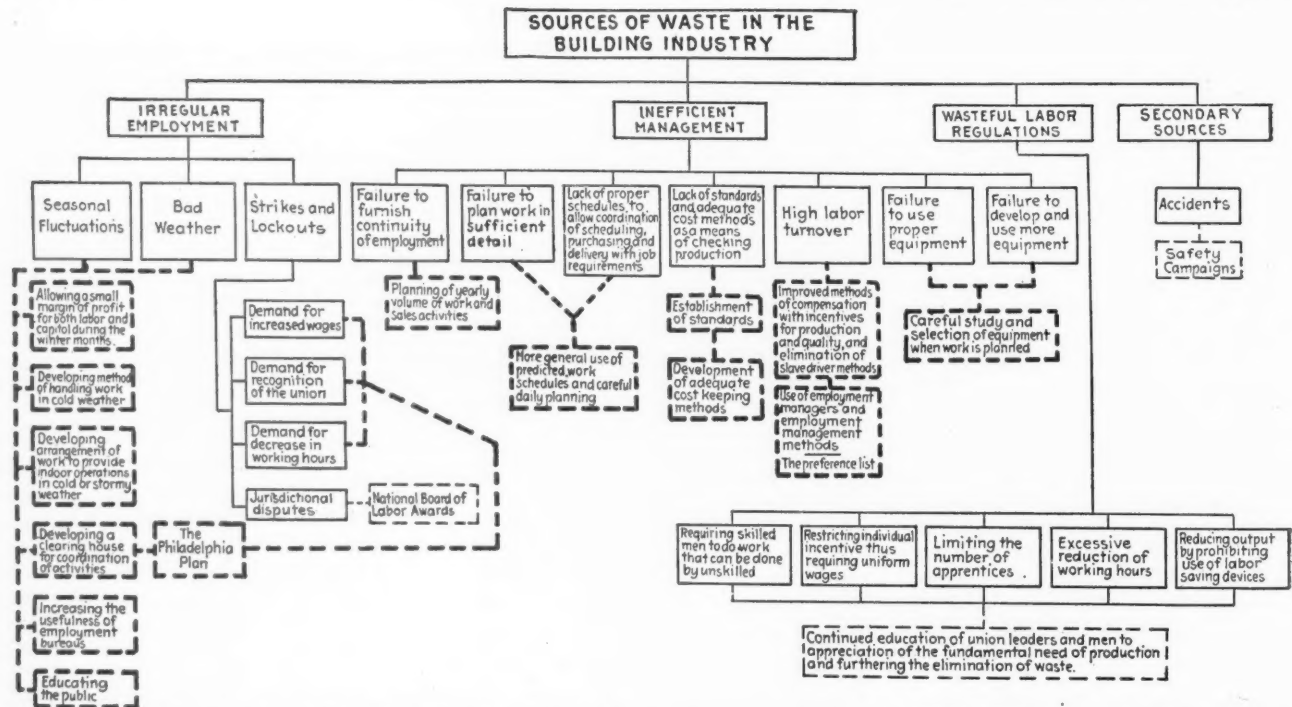 SOURCES OF WASTE IN THE
BUILDING INDUSTRY
IRREGULAR
EMPLOYMENT
INEFFICIENT
MANAGEMENT
WASTEFUL LABOR
REGULATIONS
SECONDARY
SOURCES
Seasonal
Fluctuations
Bad
Weather
Strikes and
Lockouts
Failure to
furnish
continuity
of employment
Failure to
plan work in
sufficient
detail
Lack of proper
schedules, to
allow coordination
of scheduling,
purchasing and
delivery with job
requirements
Lack of standards
and adequate
cost methods
as a means
of checking
production
High labor
turnover
Failure
to use
proper
equipment
Failure to
develop and
use more
equipment
Accidents
Safety
Campaigns
Allowing a small
margin of profit
for both labor and
capitol during the
winter months.
Developing method
of handling work
in cold weather
Developing
arrangement of
work to provide
indoor operations
in cold or stormy
weather
Developing a
clearing house
for coordination
of activities
The
Philadelphia
Plan
Increasing the
usefulness of
employment
bureaus
Educating
the public
Demand for
increased wages
Demand for
recognition
of the union
Demand for
decrease in
working hours
Jurisdictional
disputes
National Board of
Labor Awards
Planning of yearly
volume of work and
sales activities
More general use of
predicted, work
schedules and careful
daily planning
Establishment
of standards
Development
of adequate
cost keeping
methods
Improved methods
of compensation
with incentives
for production
and quality, and
elimination of
slave driver methods
Use of employment
managers and
employment
management
methods
The preference list
Careful study and
selection of equipment
when work is planned
Requiring skilled
men to do work
that can be done
by unskilled
Restricting individual
incentive thus
requiring uniform
wages
Limiting the
number of
apprentices.
Excessive
reduction of
working hours
Reducing output
by prohibiting
use of labor
saving devices
Continued education of union leaders and men to
appreciation of the fundamental need of production
and furthering the elimination of waste.